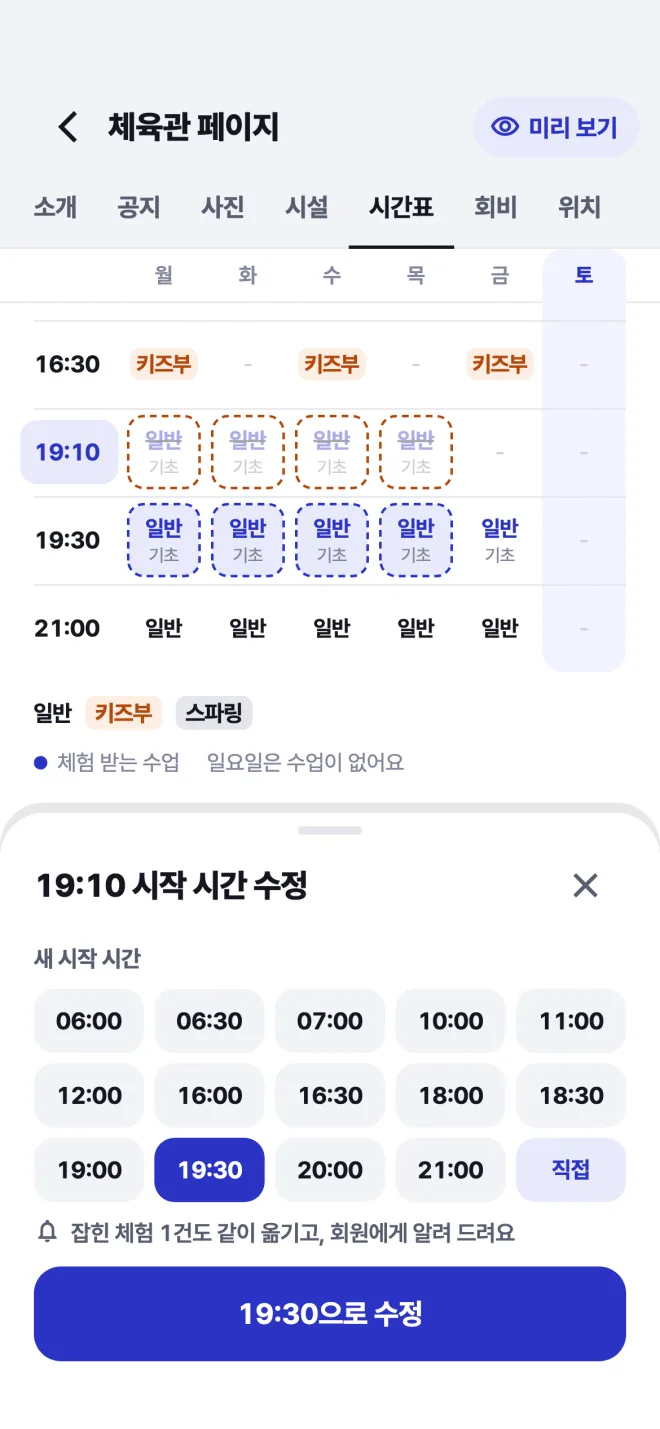 체육관 페이지 미리 보기
소개 공지 사진 시설 시간표 회비 위치
월 화 수 목 금 토
16:30 키즈부 - 키즈부 - 키즈부 -
19:10 일반 일반 일반 일반 - -
기초 기초 기초 기초
19:30 일반 일반 일반 일반 일반 -
기초 기초 기초 기초 기초
21:00 일반 일반 일반 일반 일반 -
일반 키즈부 스파링
체험 받는 수업 일요일은 수업이 없어요
19:10 시작 시간 수정
새 시작 시간
06:00 06:30 07:00 10:00 11:00
12:00 16:00 16:30 18:00 18:30
19:00 19:30 20:00 21:00 직접
잡힌 체험 1건도 같이 옮기고, 회원에게 알려 드려요
19:30으로 수정